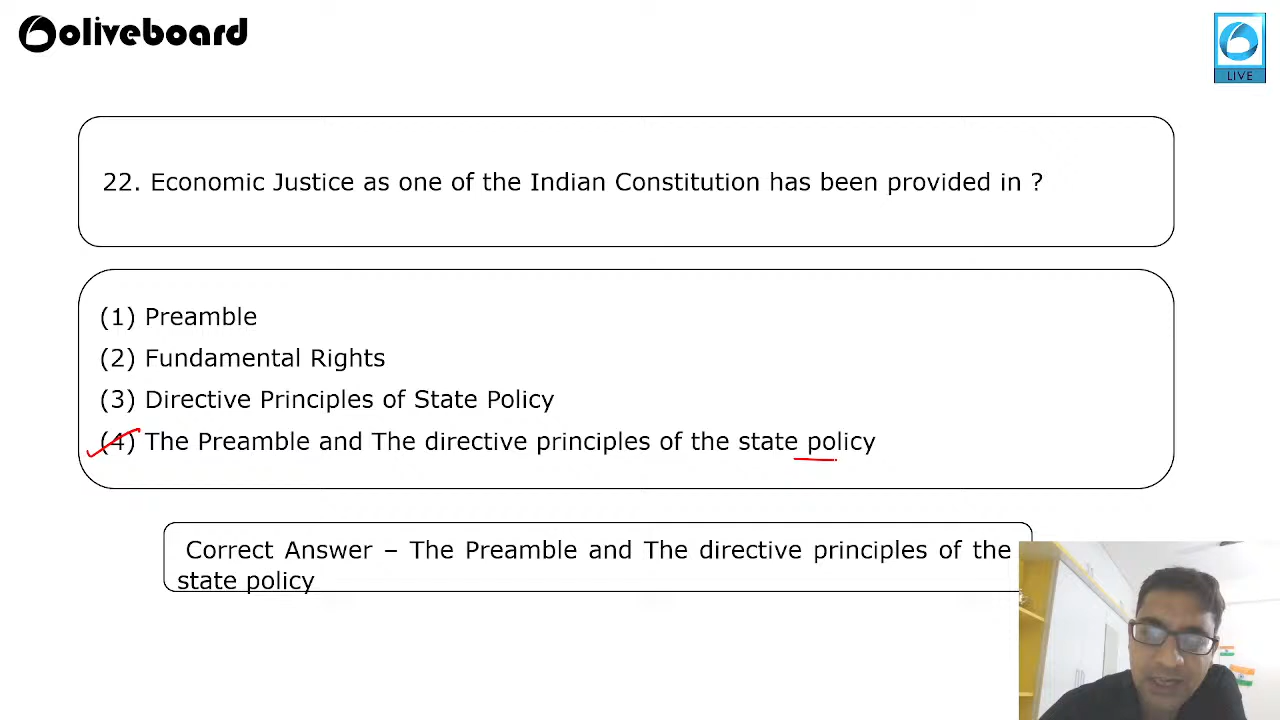 oliveboard
LIVE
22. Economic Justice as one of the Indian Constitution has been provided in ?
(1) Preamble
(2) Fundamental Rights
(3) Directive Principles of State Policy
(4) The Preamble and The directive principles of the state policy
Correct Answer – The Preamble and The directive principles of the
state policy